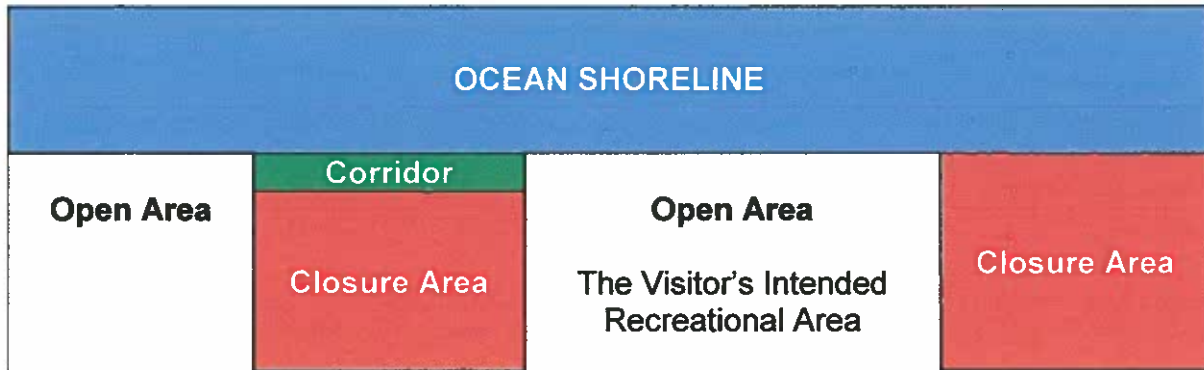 OCEAN SHORELINE
Corridor
Open Area
Closure Area
Open Area
The Visitor's Intended
Recreational Area
Closure Area